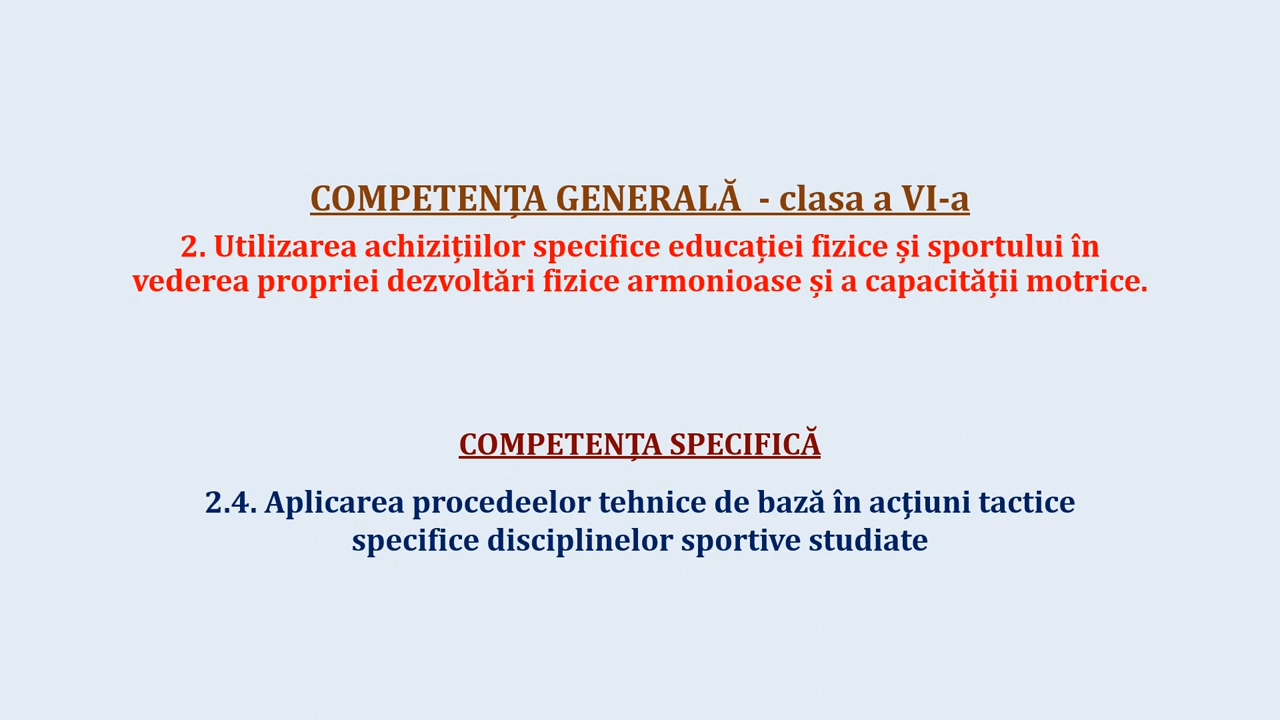 COMPETENȚA GENERALĂ - clasa a VI-a
2. Utilizarea achizițiilor specifice educației fizice și sportului în
vederea propriei dezvoltări fizice armonioase și a capacității motrice.
COMPETENȚA SPECIFICĂ
2.4. Aplicarea procedeelor tehnice de bază în acțiuni tactice
specifice disciplinelor sportive studiate